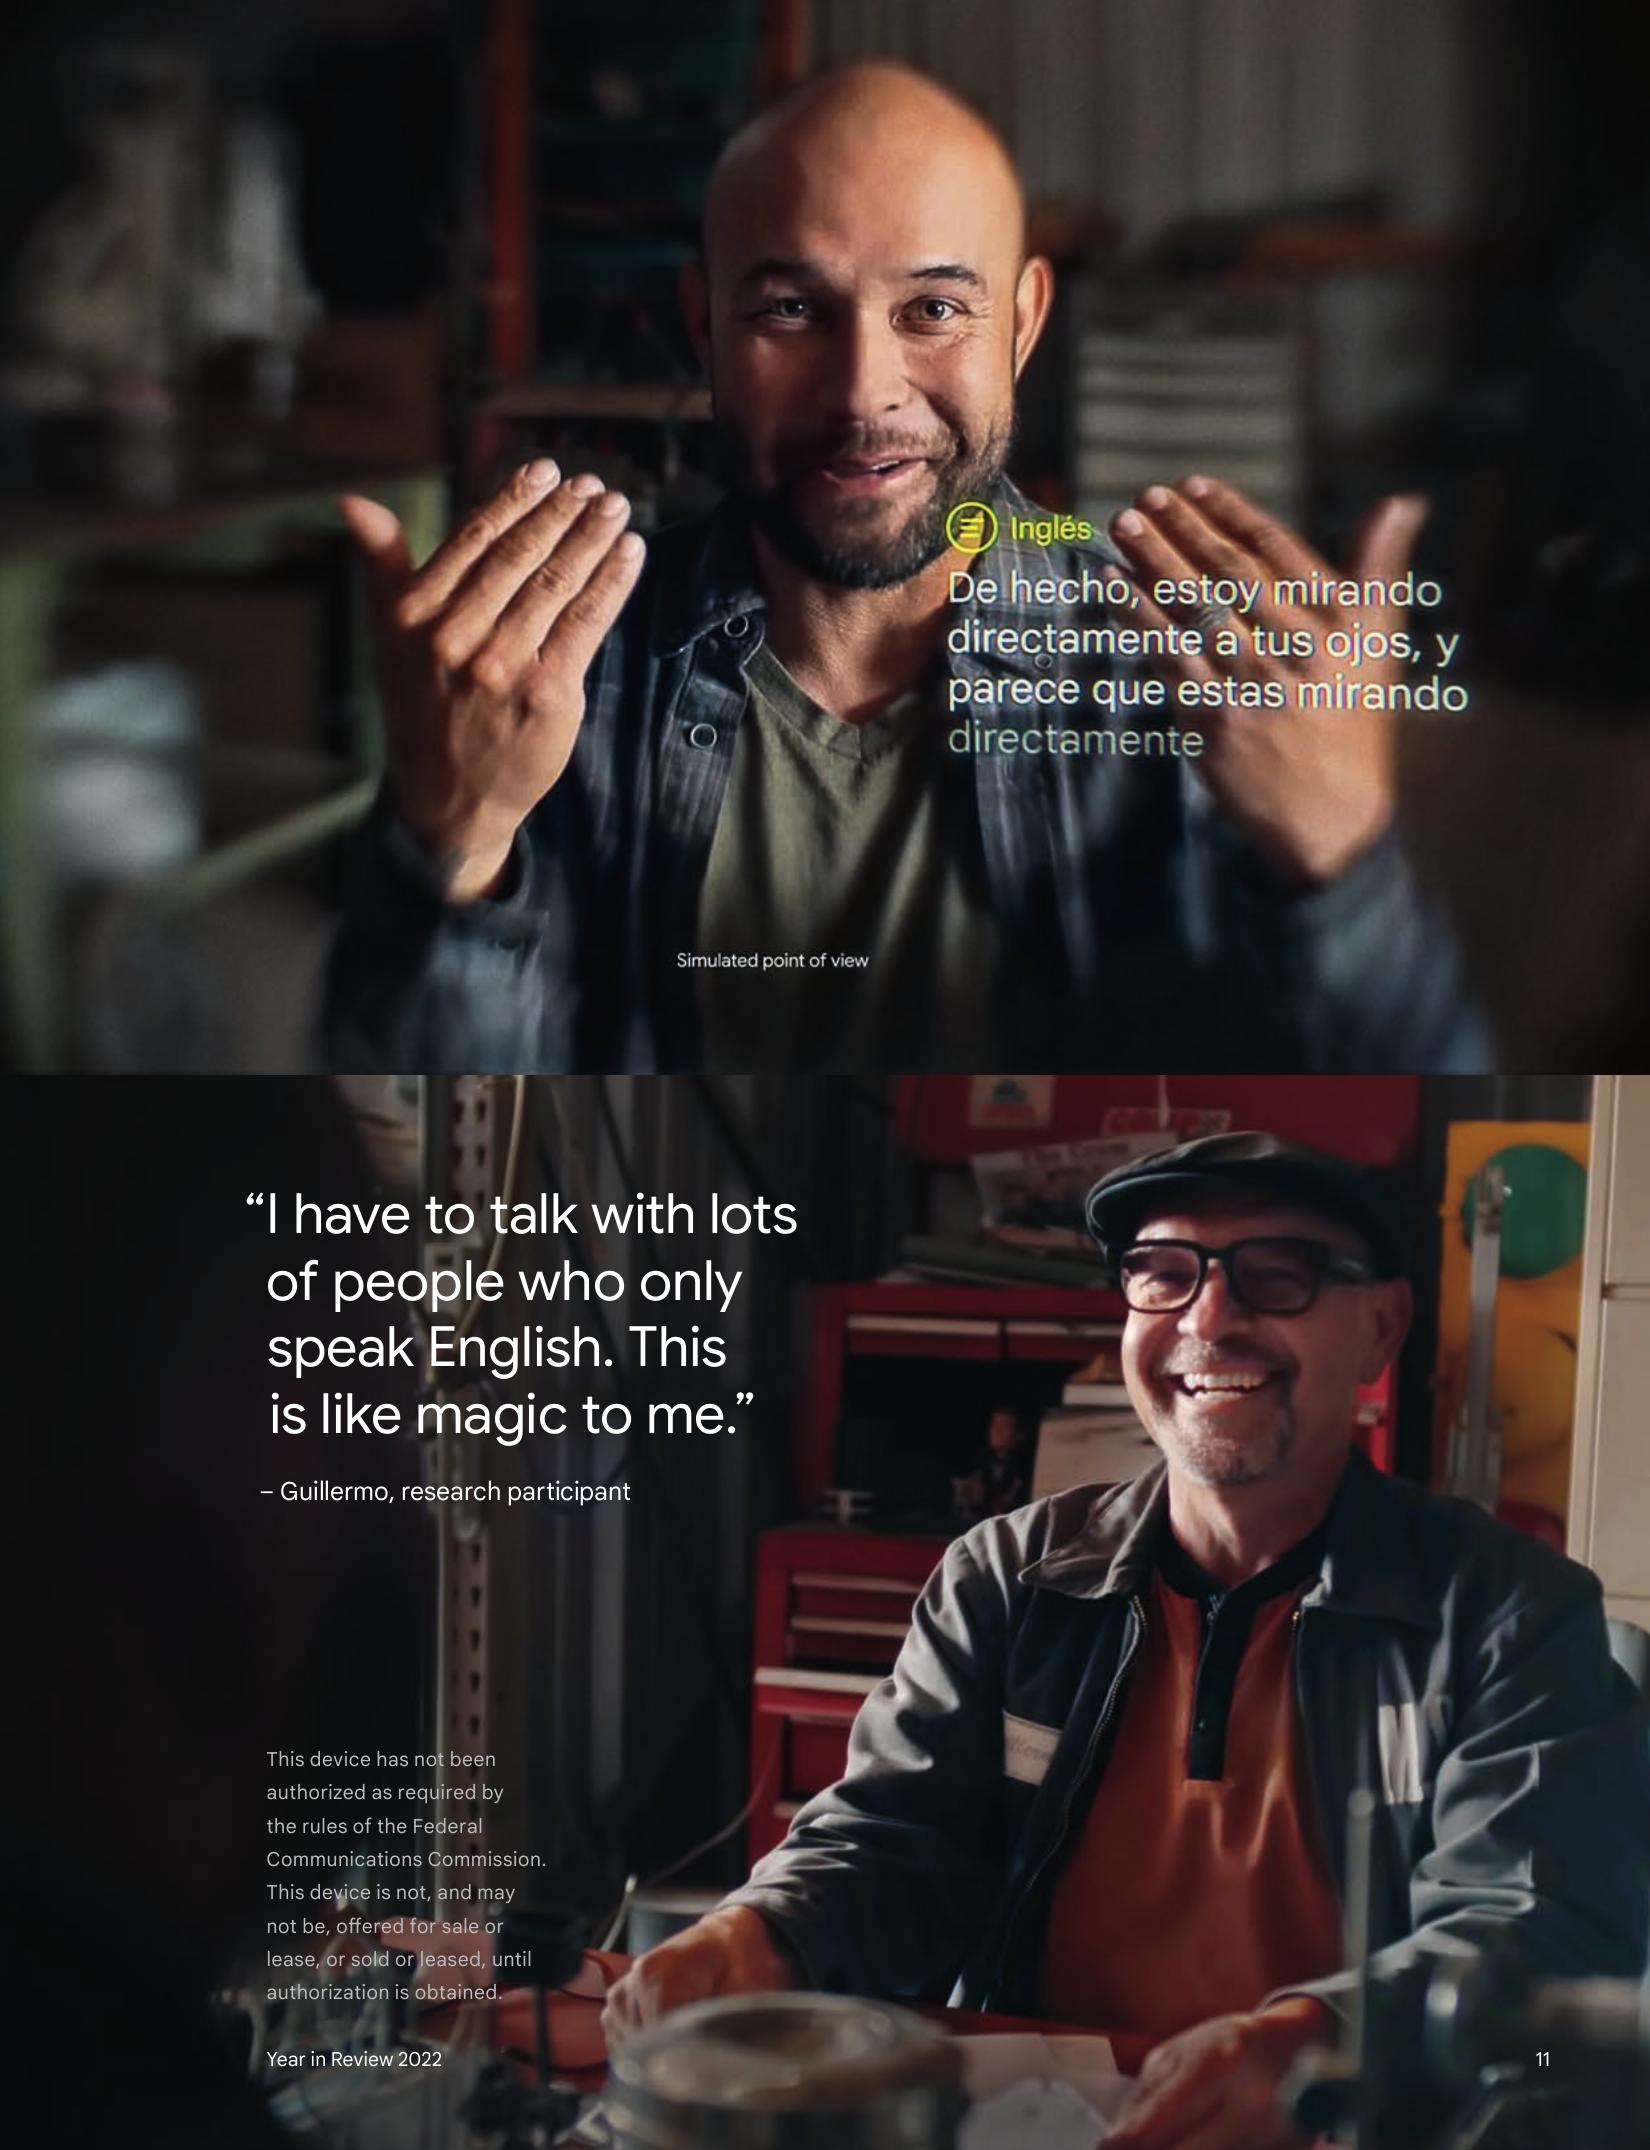 Inglés
De hecho, estoy mirando
directamente a tus ojos, y
parece que estas mirando
directamente
Simulated point of view
“I have to talk with lots
of people who only
speak English. This
is like magic to me.”
– Guillermo, research participant
This device has not been
authorized as required by
the rules of the Federal
Communications Commission.
This device is not, and may
not be, offered for sale or
lease, or sold or leased, until
authorization is obtained.
Year in Review 2022
11